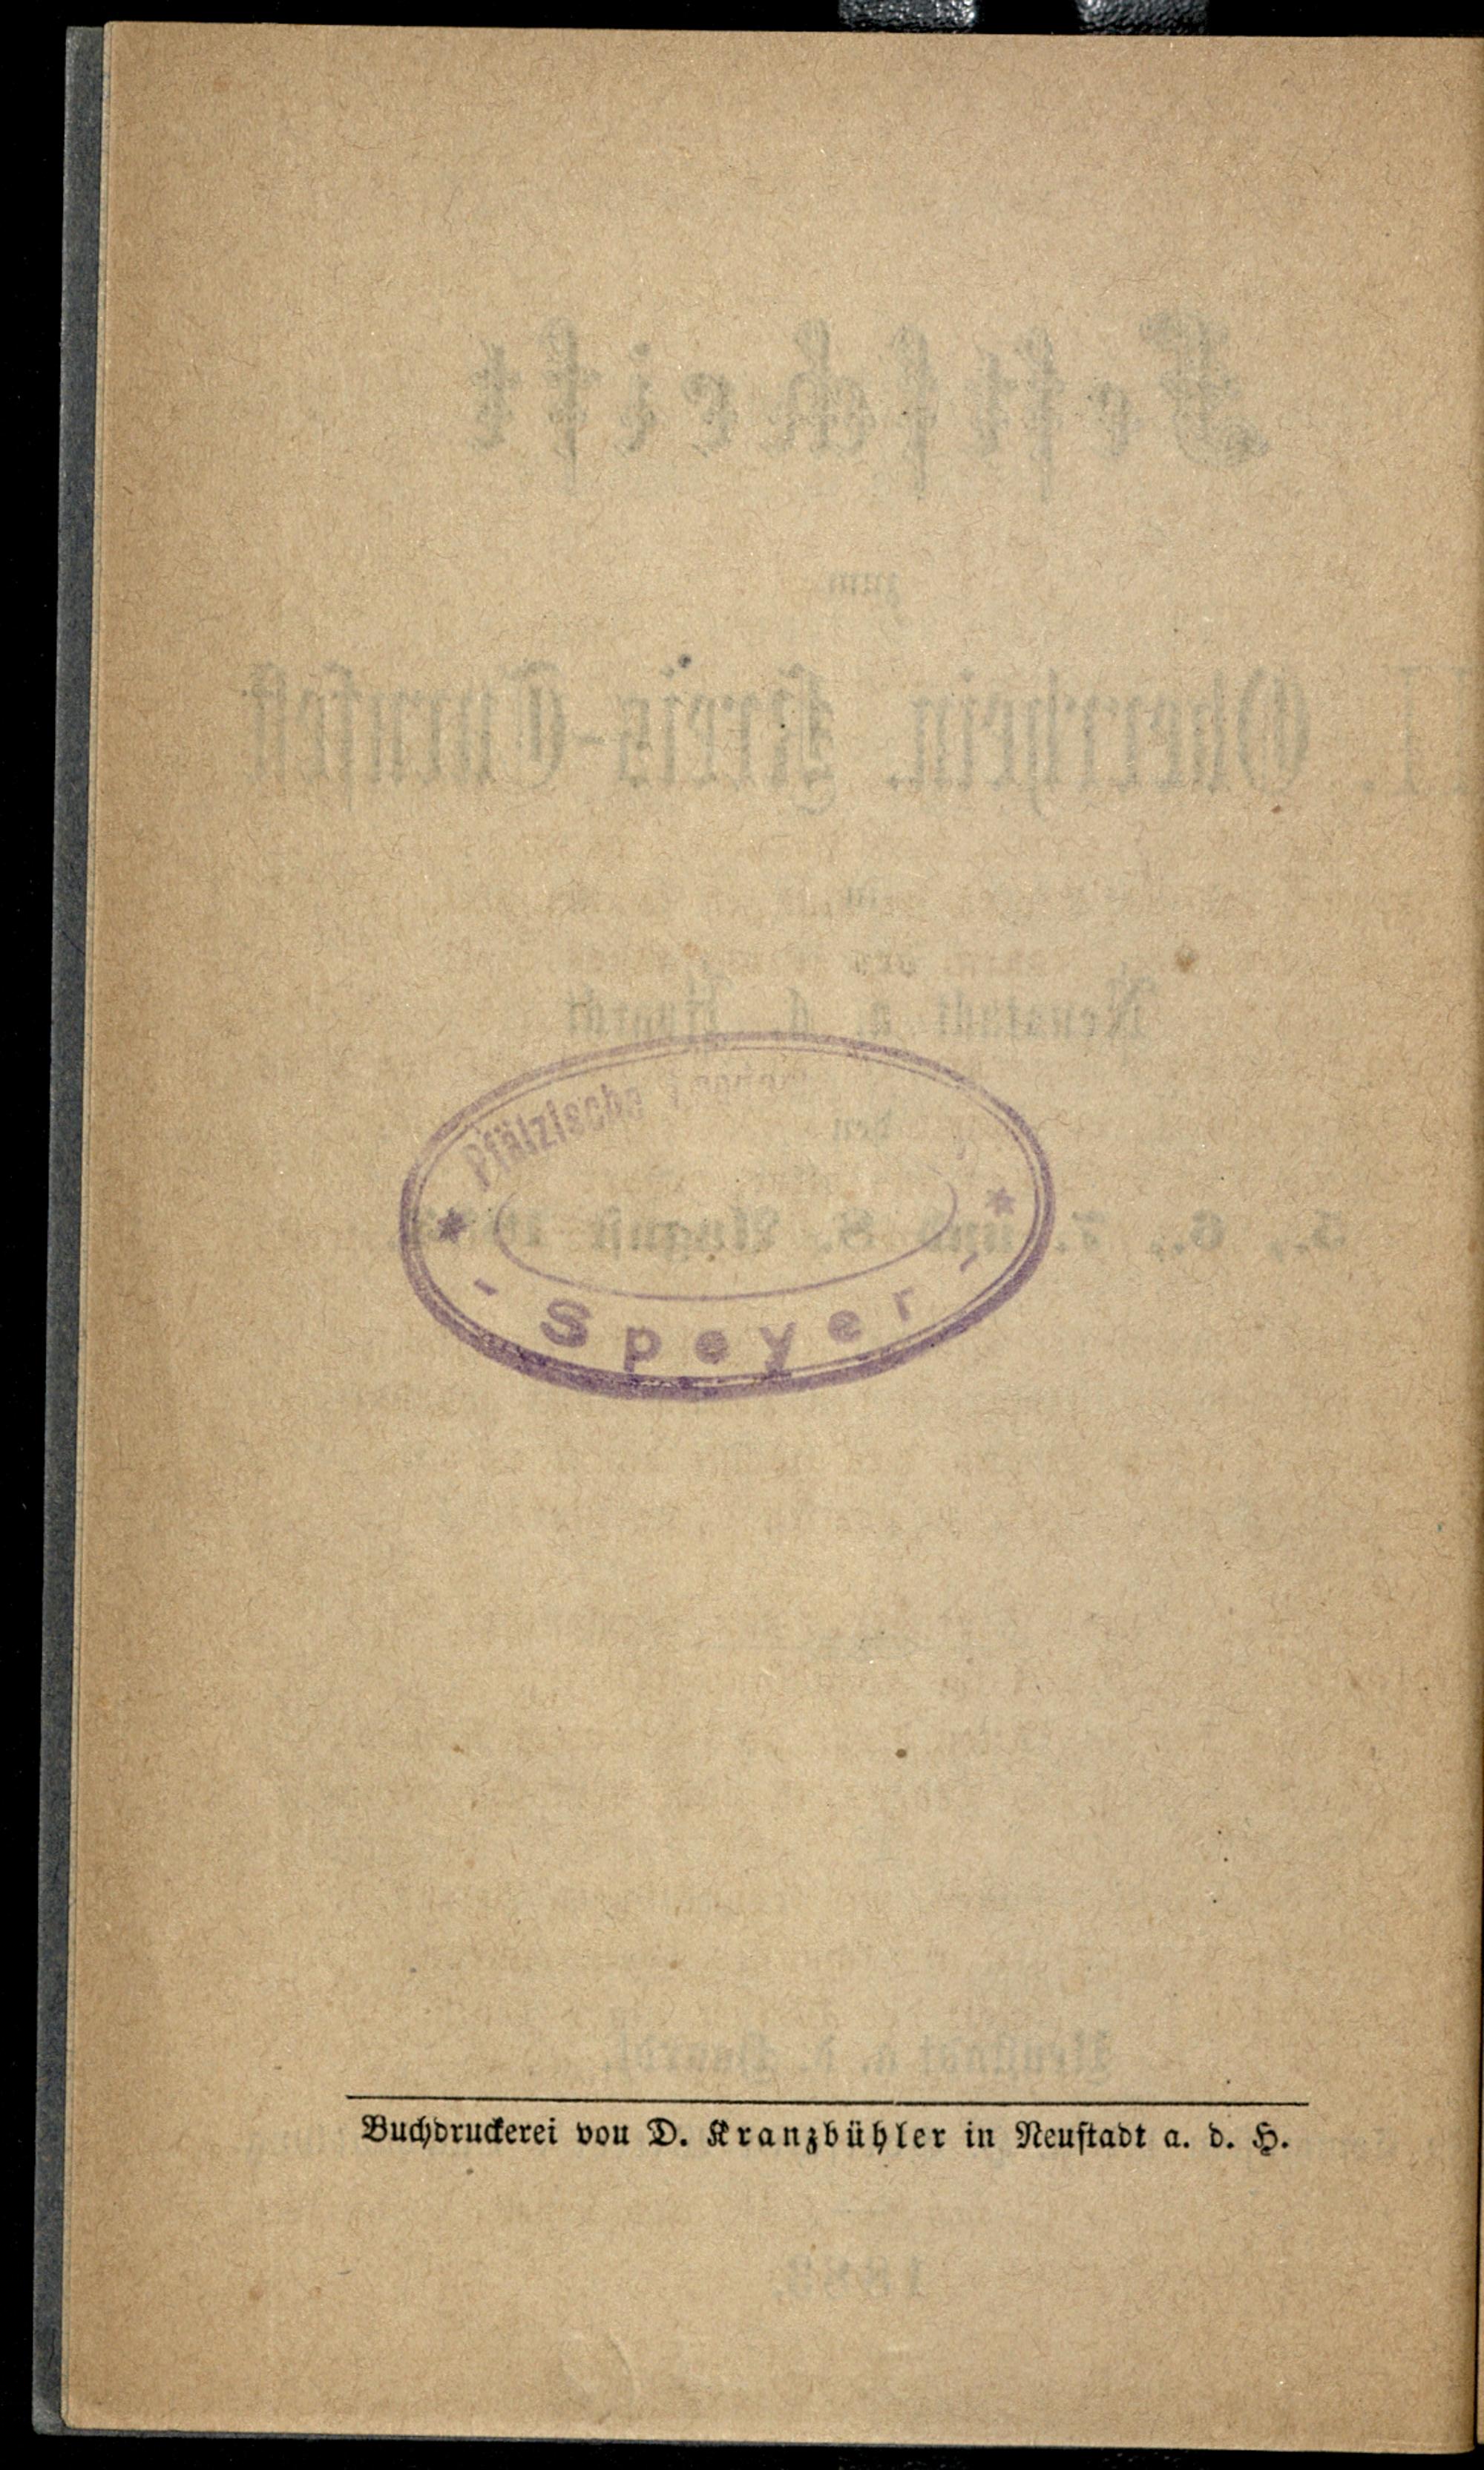 Pfälzische
- Speyer -
Buchdruckerei von D. Kranzbühler in Neustadt a. d. H.